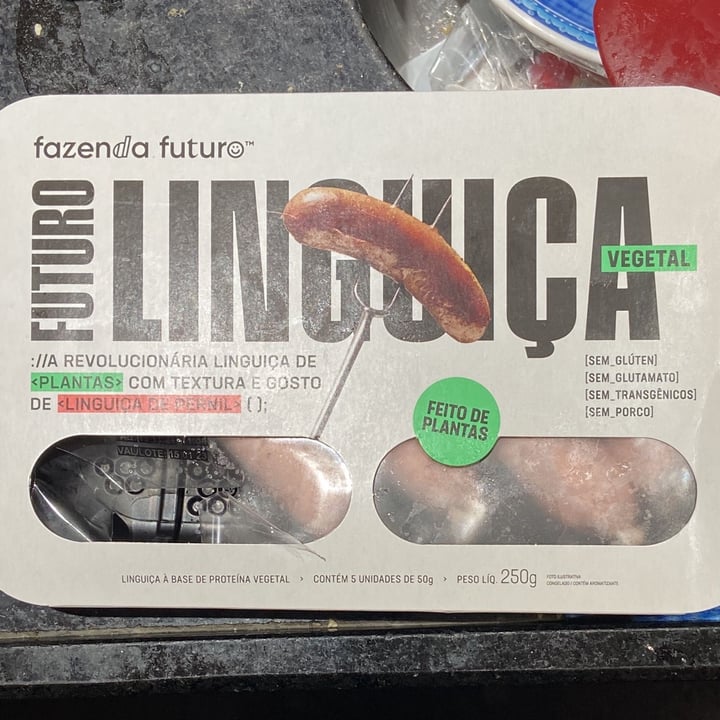 fazenda futuro™
FUTURO
LINGUIÇA
VEGETAL
://A REVOLUCIONÁRIA LINGUIÇA DE
<PLANTAS> COM TEXTURA E GOSTO
DE <LINGUIÇA DE PERNIL> ( );
[SEM_GLÚTEN]
[SEM_GLUTAMATO]
[SEM_TRANSGÊNICOS]
[SEM_PORCO]
FEITO DE
PLANTAS
LINGUIÇA À BASE DE PROTEÍNA VEGETAL > CONTÉM 5 UNIDADES DE 50g > PESO LÍQ. 250g
FOTO ILUSTRATIVA
CONGELADO / CONTÉM AROMATIZANTE